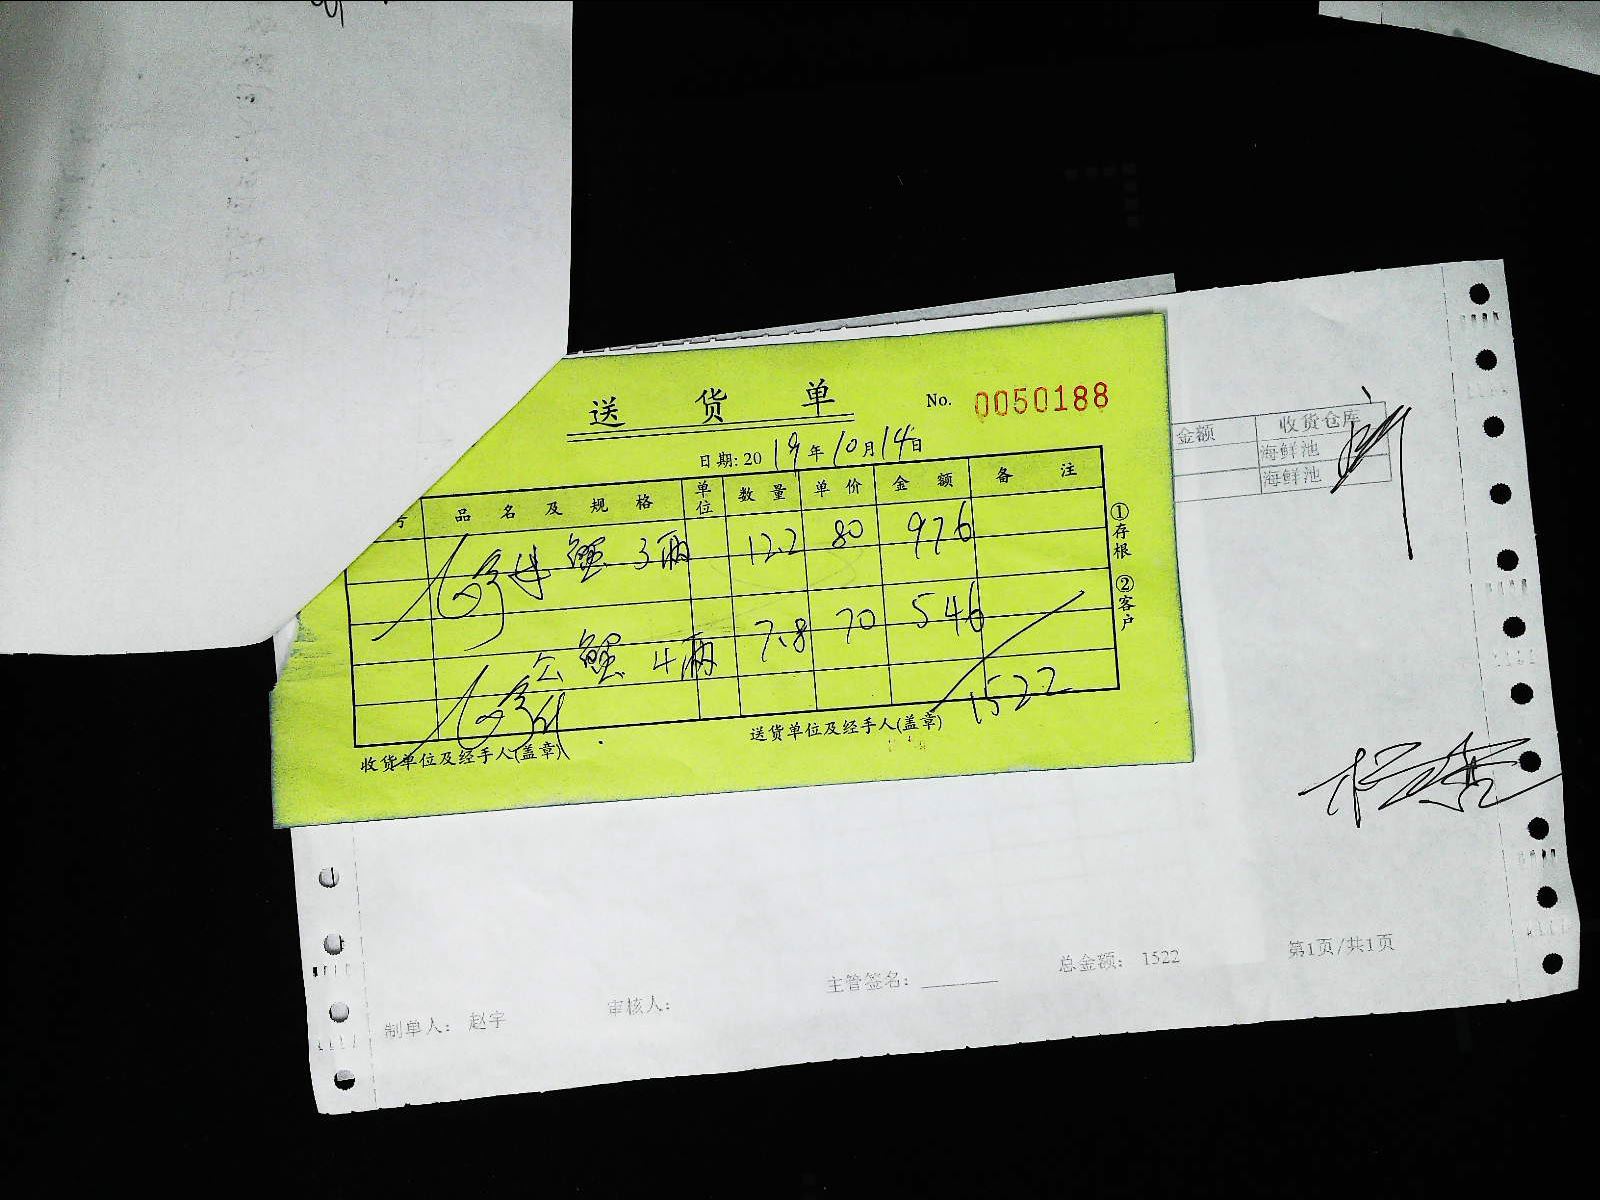 送 货 单
No. 0050188
日期: 2019年10月14日
号 品 名 及 规 格 单位 数 量 单 价 金 额 备 注
母 蟹 3两 12.2 80 976
公 蟹 4两 7.8 70 546
1522
收货单位及经手人(盖章)
送货单位及经手人(盖章)
①存根 ②客户
金额 收货仓库
海鲜池
海鲜池
制单人: 赵宇
审核人:
主管签名:
总金额: 1522
第1页/共1页